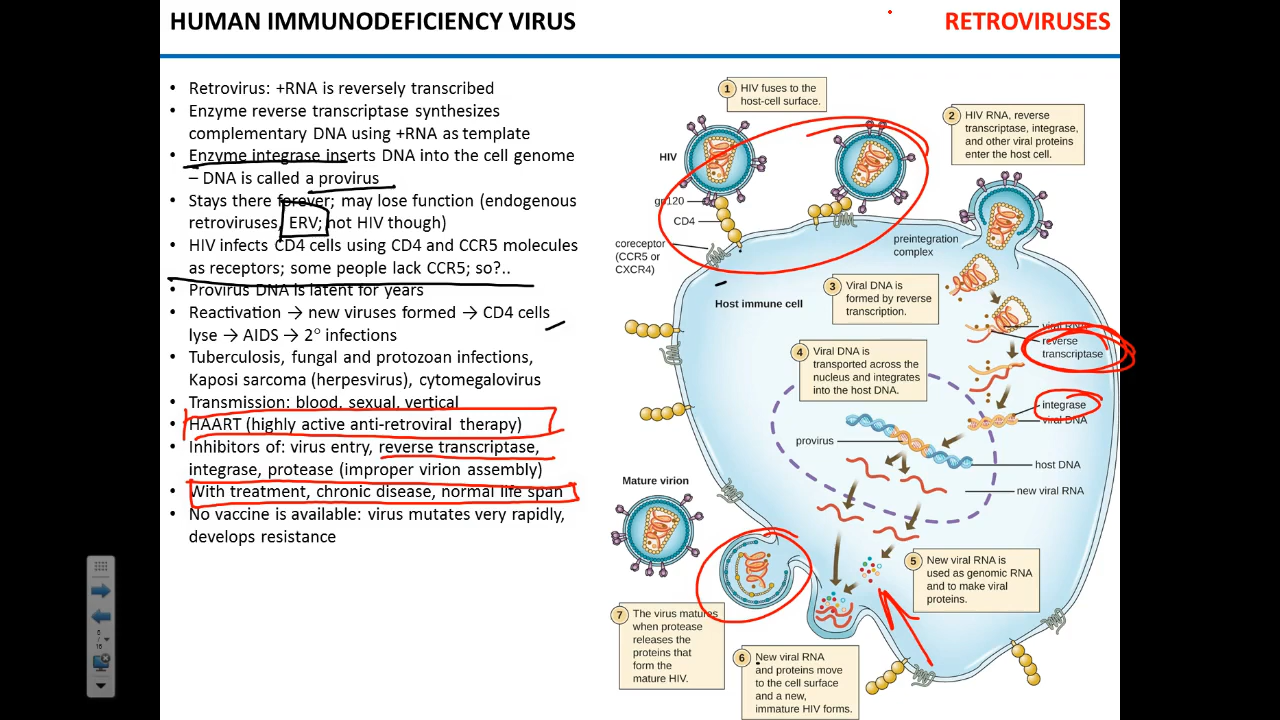 HUMAN IMMUNODEFICIENCY VIRUS
RETROVIRUSES
• Retrovirus: +RNA is reversely transcribed
• Enzyme reverse transcriptase synthesizes
complementary DNA using +RNA as template
• Enzyme integrase inserts DNA into the cell genome
– DNA is called a provirus
• Stays there forever; may lose function (endogenous
retroviruses, ERV; not HIV though)
• HIV infects CD4 cells using CD4 and CCR5 molecules
as receptors; some people lack CCR5; so?..
• Provirus DNA is latent for years
• Reactivation → new viruses formed → CD4 cells
lyse → AIDS → 2° infections
• Tuberculosis, fungal and protozoan infections,
Kaposi sarcoma (herpesvirus), cytomegalovirus
• Transmission: blood, sexual, vertical
• HAART (highly active anti-retroviral therapy)
• Inhibitors of: virus entry, reverse transcriptase,
integrase, protease (improper virion assembly)
• With treatment, chronic disease, normal life span
• No vaccine is available: virus mutates very rapidly,
develops resistance
1 HIV fuses to the
host-cell surface.
2 HIV RNA, reverse
transcriptase, integrase,
and other viral proteins
enter the host cell.
HIV
gp120
CD4
coreceptor
(CCR5 or
CXCR4)
preintegration
complex
Host immune cell
3 Viral DNA is
formed by reverse
transcription.
viral RNA
reverse
transcriptase
4 Viral DNA is
transported across the
nucleus and integrates
into the host DNA.
integrase
viral DNA
provirus
host DNA
new viral RNA
Mature virion
5 New viral RNA is
used as genomic RNA
and to make viral
proteins.
7 The virus matures
when protease
releases the
proteins that
form the
mature HIV.
6 New viral RNA
and proteins move
to the cell surface
and a new,
immature HIV forms.